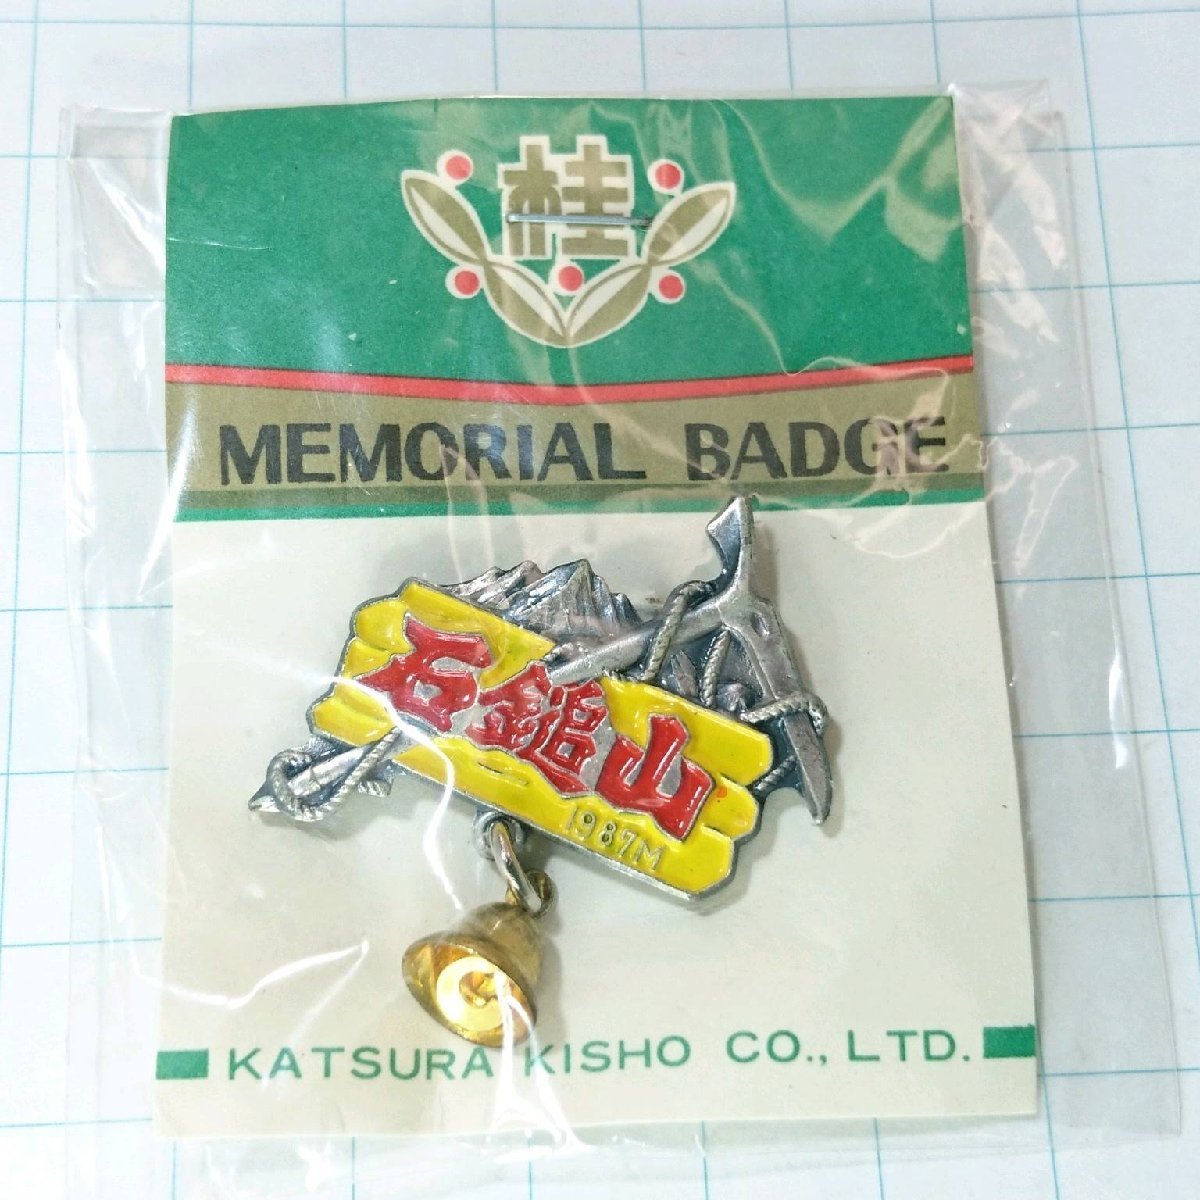 桂
MEMORIAL BADGE
石鎚山
1987M
KATSURA KISHO CO., LTD.